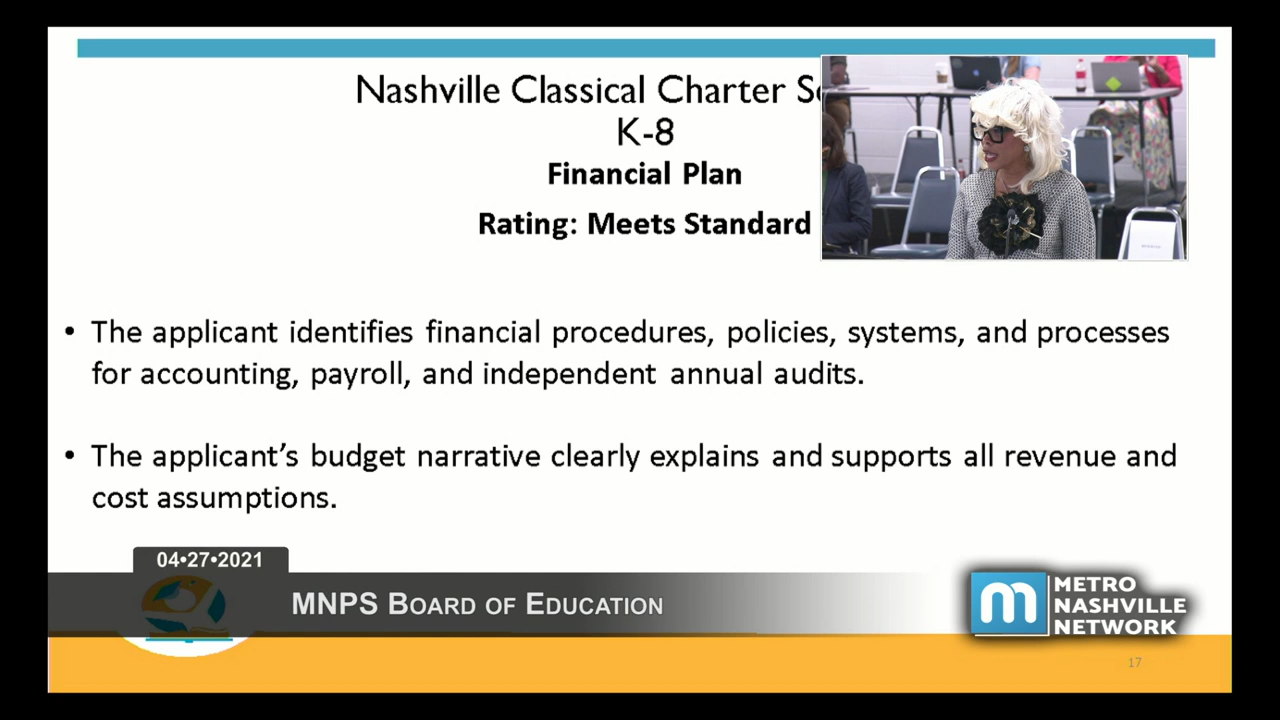 Nashville Classical Charter
K-8
Financial Plan
Rating: Meets Standard
• The applicant identifies financial procedures, policies, systems, and processes
for accounting, payroll, and independent annual audits.
• The applicant’s budget narrative clearly explains and supports all revenue and
cost assumptions.
04•27•2021
MNPS BOARD OF EDUCATION
m METRO
NASHVILLE
NETWORK
17